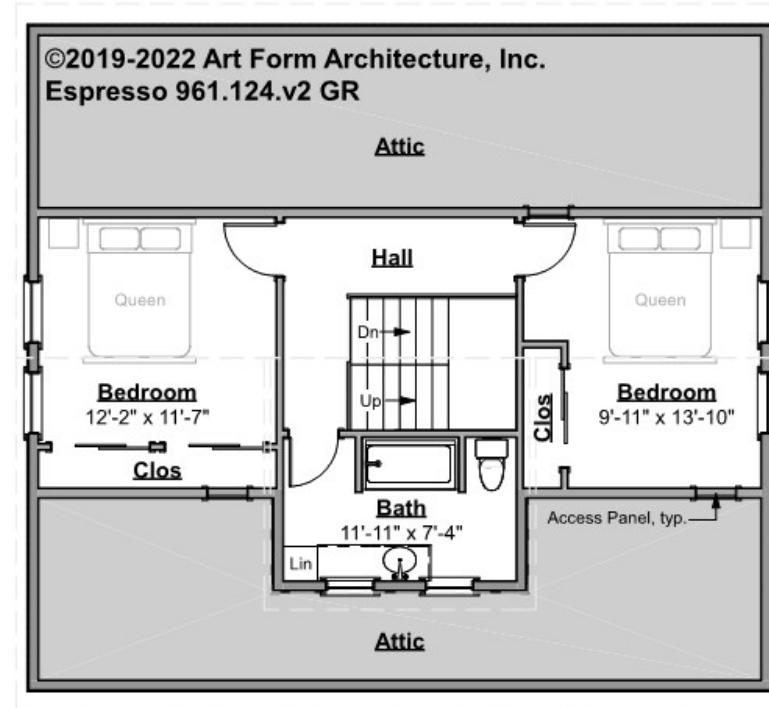 ©2019-2022 Art Form Architecture, Inc.
Espresso 961.124.v2 GR
Attic
Hall
Queen
Queen
Dn
Up
Bedroom
12'-2" x 11'-7"
Clos
Bedroom
9'-11" x 13'-10"
Clos
Bath
11'-11" x 7'-4"
Lin
Access Panel, typ.
Attic